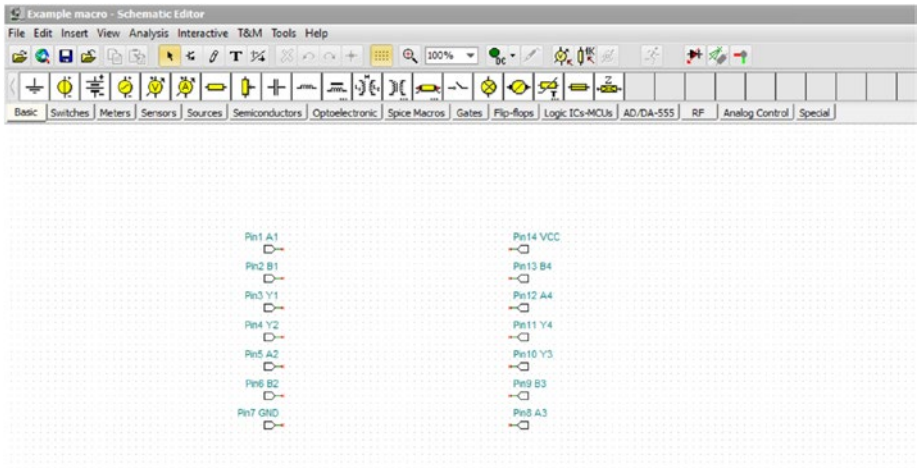 Example macro - Schematic Editor
File Edit Insert View Analysis Interactive T&M Tools Help
100%
Basic Switches Meters Sensors Sources Semiconductors Optoelectronic Spice Macros Gates Flip-flops Logic ICs-MCUs AD/DA-555 RF Analog Control Special
Pin1 A1 Pin14 VCC
Pin2 B1 Pin13 B4
Pin3 Y1 Pin12 A4
Pin4 Y2 Pin11 Y4
Pin5 A2 Pin10 Y3
Pin6 B2 Pin9 B3
Pin7 GND Pin8 A3